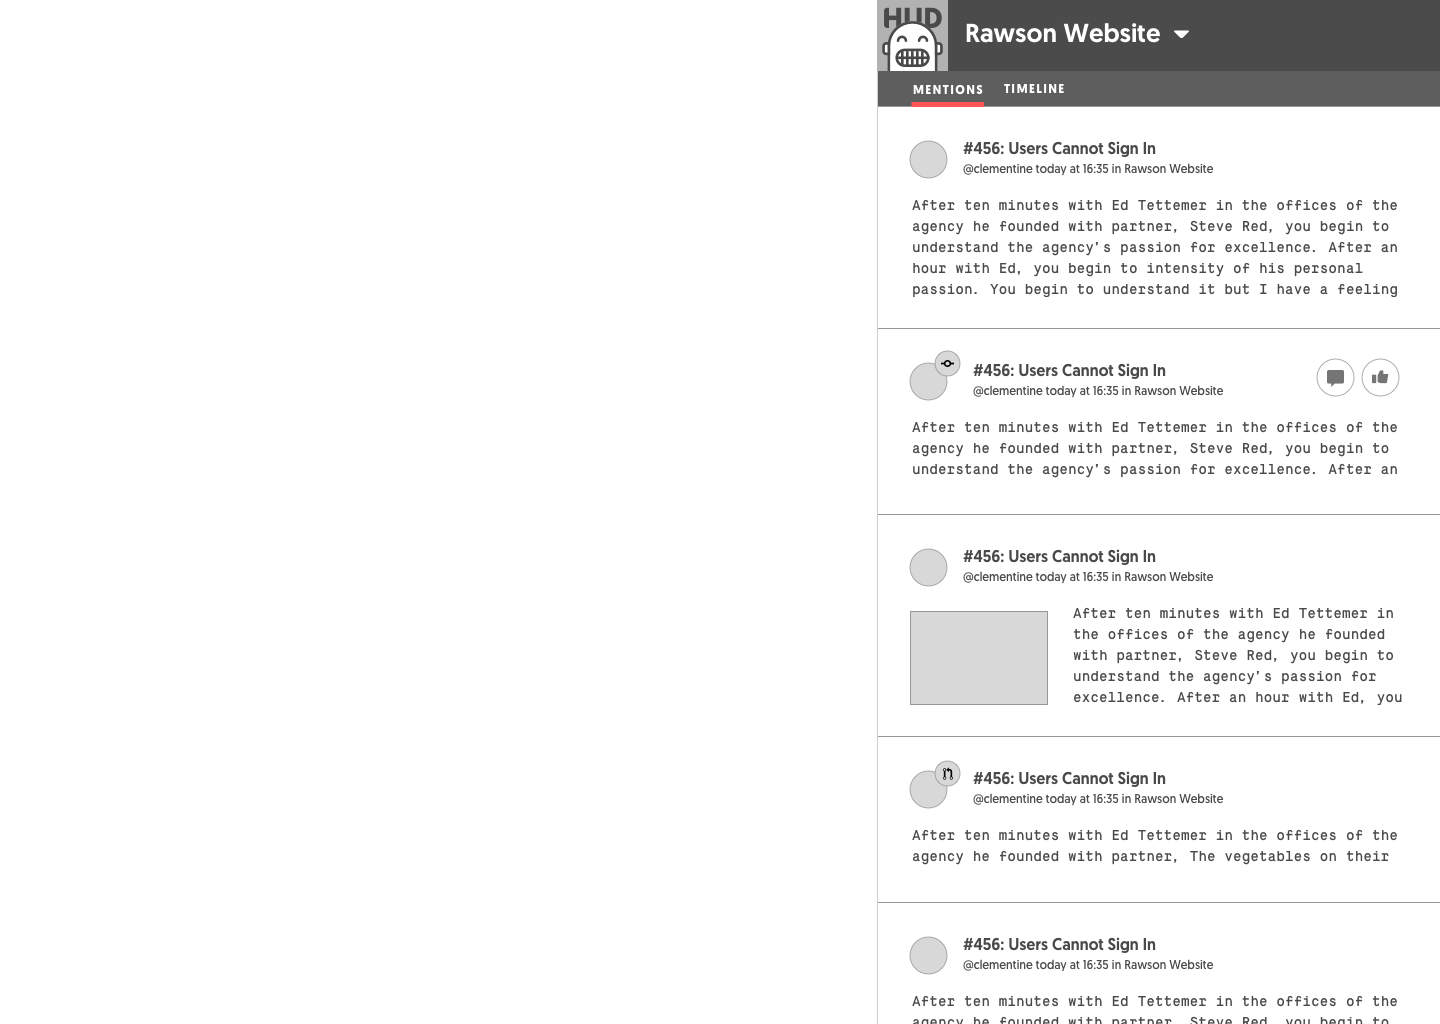 HUD
Rawson Website
MENTIONS TIMELINE
#456: Users Cannot Sign In
@clementine today at 16:35 in Rawson Website
After ten minutes with Ed Tettemer in the offices of the
agency he founded with partner, Steve Red, you begin to
understand the agency's passion for excellence. After an
hour with Ed, you begin to intensity of his personal
passion. You begin to understand it but I have a feeling
#456: Users Cannot Sign In
@clementine today at 16:35 in Rawson Website
After ten minutes with Ed Tettemer in the offices of the
agency he founded with partner, Steve Red, you begin to
understand the agency's passion for excellence. After an
#456: Users Cannot Sign In
@clementine today at 16:35 in Rawson Website
After ten minutes with Ed Tettemer in
the offices of the agency he founded
with partner, Steve Red, you begin to
understand the agency's passion for
excellence. After an hour with Ed, you
#456: Users Cannot Sign In
@clementine today at 16:35 in Rawson Website
After ten minutes with Ed Tettemer in the offices of the
agency he founded with partner, The vegetables on their
#456: Users Cannot Sign In
@clementine today at 16:35 in Rawson Website
After ten minutes with Ed Tettemer in the offices of the
agency he founded with partner, Steve Red, you begin to